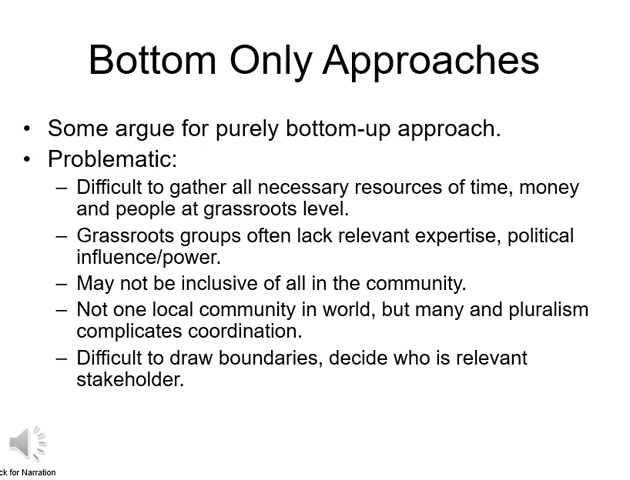 Bottom Only Approaches
• Some argue for purely bottom-up approach.
• Problematic:
– Difficult to gather all necessary resources of time, money
and people at grassroots level.
– Grassroots groups often lack relevant expertise, political
influence/power.
– May not be inclusive of all in the community.
– Not one local community in world, but many and pluralism
complicates coordination.
– Difficult to draw boundaries, decide who is relevant
stakeholder.
ck for Narration